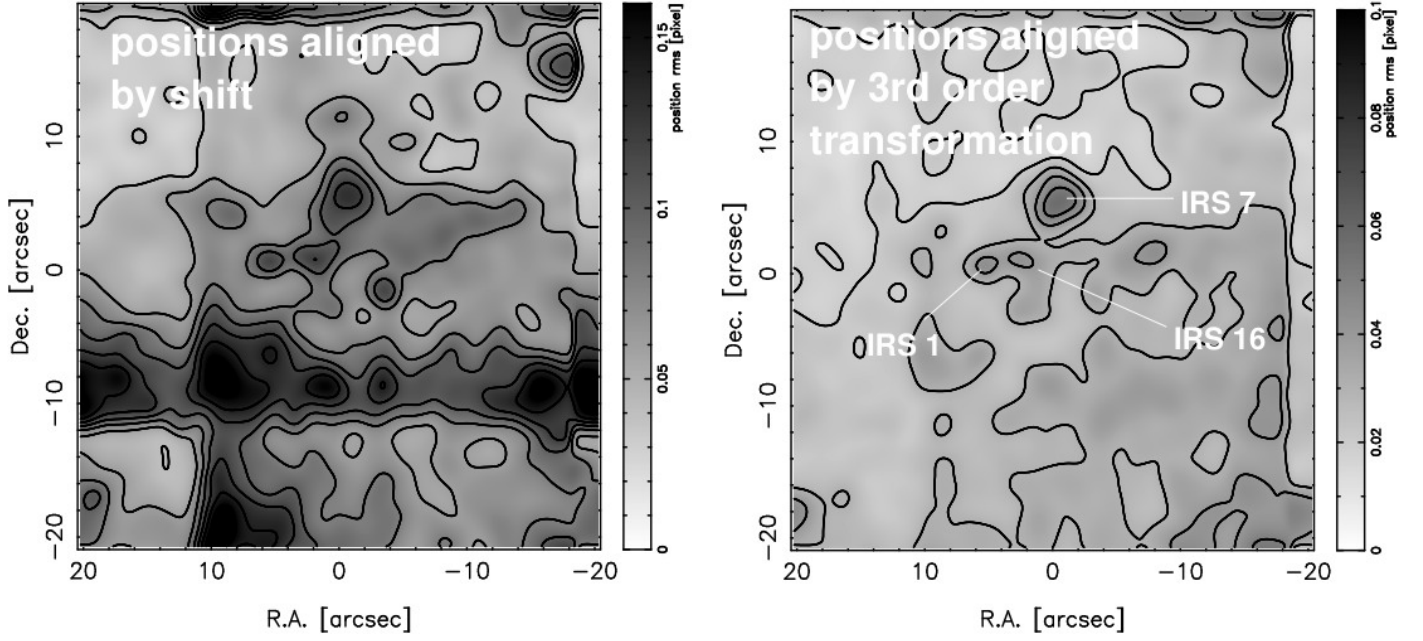 positions aligned
by shift
10
0
−10
−20
Dec. [arcsec]
20
10
0
−10
−20
R.A. [arcsec]
0.15
0.1
0.05
0
position rms [pixel]
positions aligned
by 3rd order
transformation
IRS 7
IRS 1
IRS 16
10
0
−10
−20
Dec. [arcsec]
20
10
0
−10
−20
R.A. [arcsec]
0.1
0.08
0.06
0.04
0.02
0
position rms [pixel]